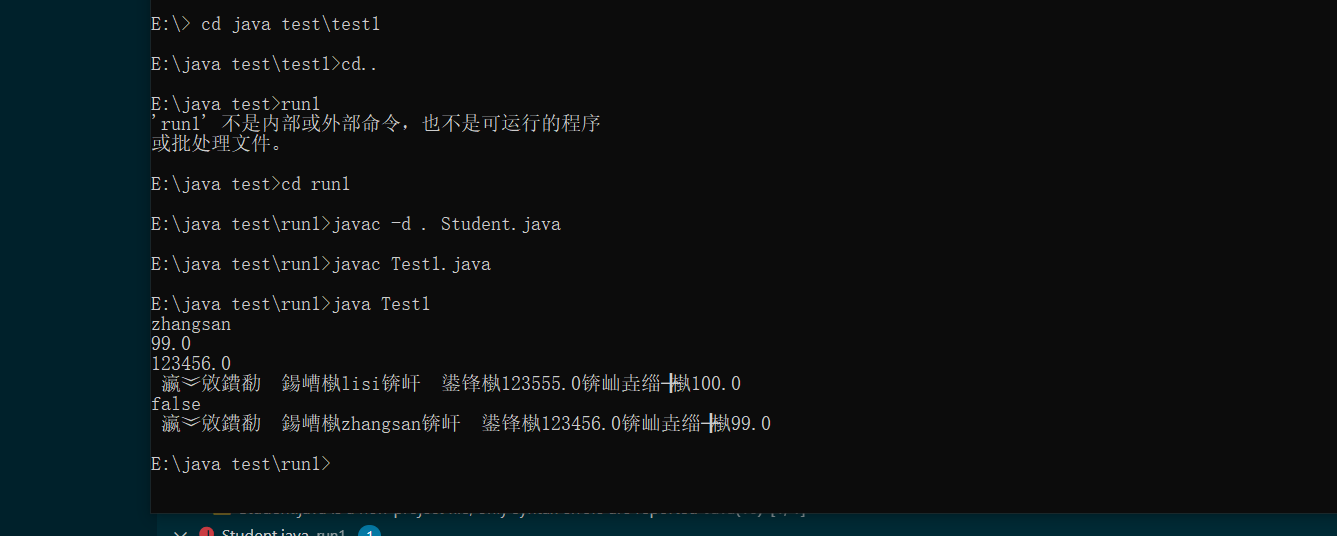 E:\> cd java test\test1
E:\java test\test1>cd..
E:\java test>run1
'run1' 不是内部或外部命令，也不是可运行的程序
或批处理文件。
E:\java test>cd run1
E:\java test\run1>javac -d . Student.java
E:\java test\run1>javac Test1.java
E:\java test\run1>java Test1
zhangsan
99.0
123456.0
瀛︾敓鐨勫 鍚嶆槸lisi锛屽 鍙锋槸123555.0锛屾垚缁╂槸100.0
false
瀛︾敓鐨勫 鍚嶆槸zhangsan锛屽 鍙锋槸123456.0锛屾垚缁╂槸99.0
E:\java test\run1>
Student.java run1 1